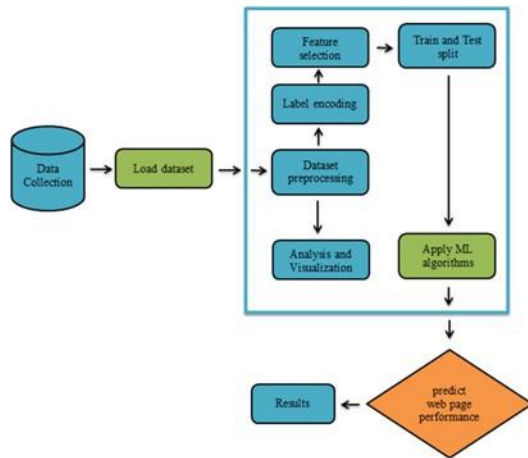 Feature
selection
Train and Test
split
Label encoding
Data
Collection
Load dataset
Dataset
preprocessing
Analysis and
Visualization
Apply ML
algorithms
predict
web page
performance
Results